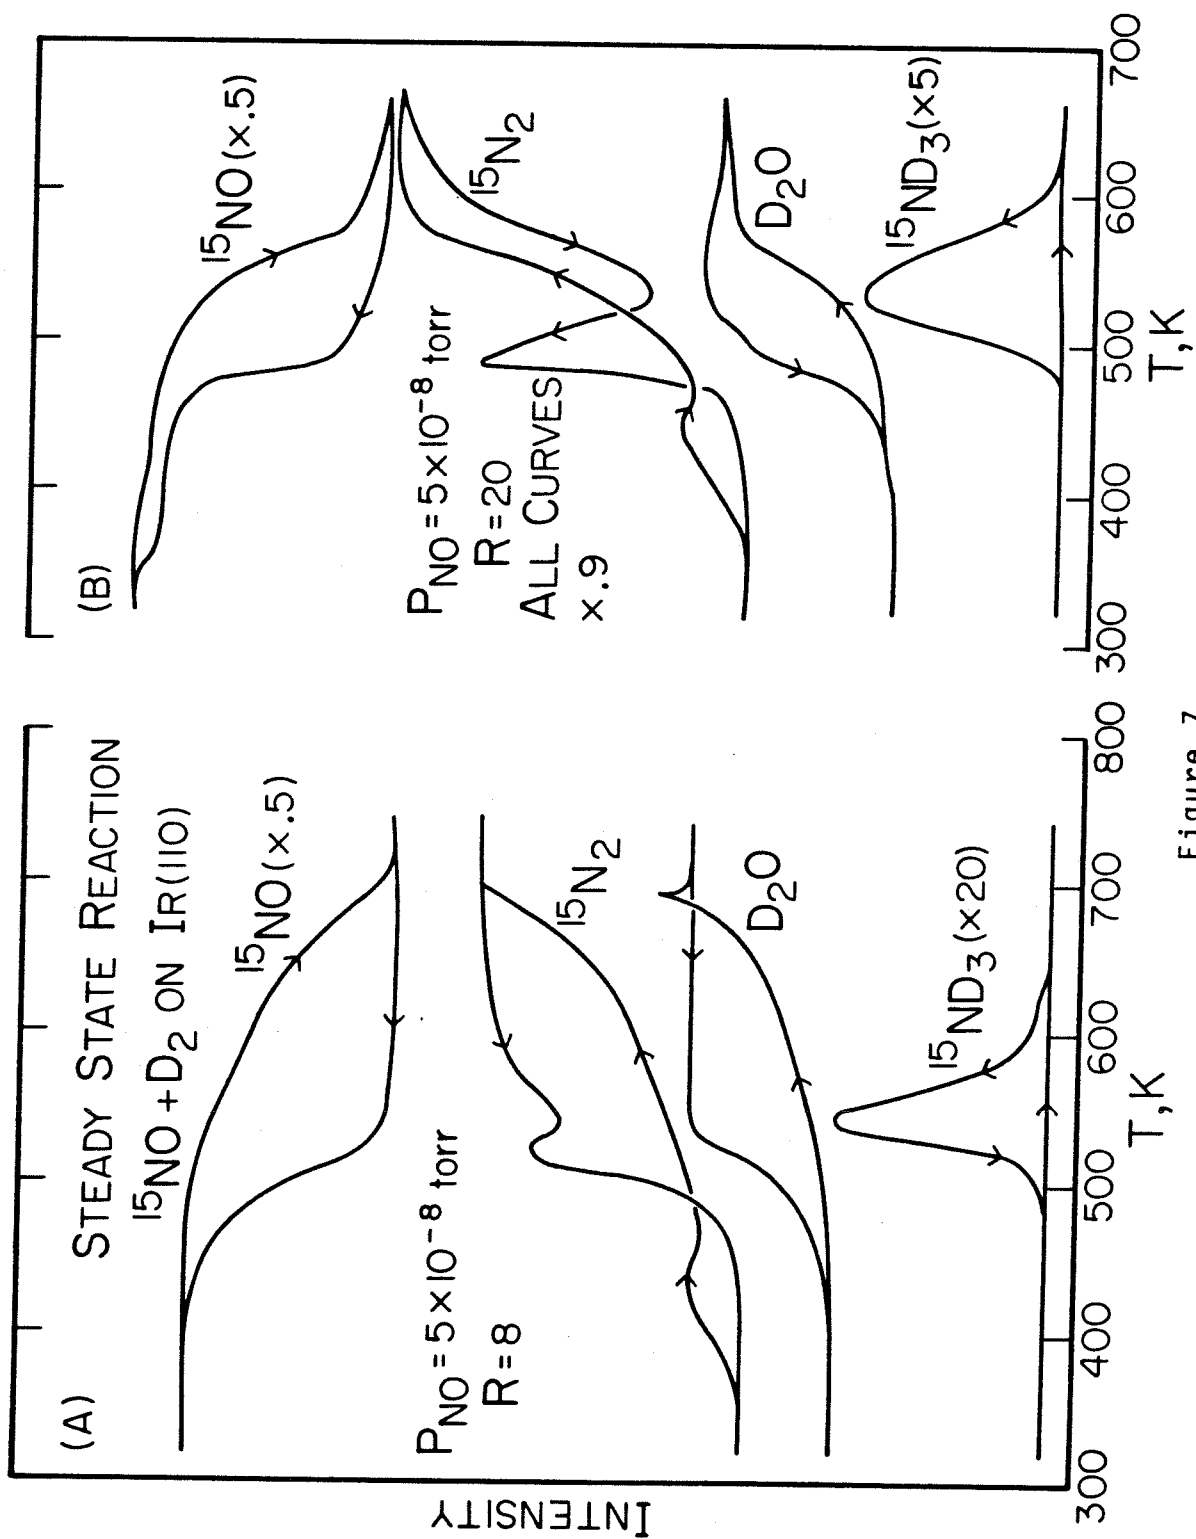 (A)
STEADY STATE REACTION
¹⁵NO + D₂ ON IR(110)
¹⁵NO(×.5)
P_NO = 5×10⁻⁸ torr
R = 8
¹⁵N₂
D₂O
¹⁵ND₃(×20)
INTENSITY
300 400 500 600 700 800
T,K
(B)
¹⁵NO(×.5)
P_NO = 5×10⁻⁸ torr
R = 20
ALL CURVES
×.9
¹⁵N₂
D₂O
¹⁵ND₃(×5)
300 400 500 600 700
T,K
Figure 7